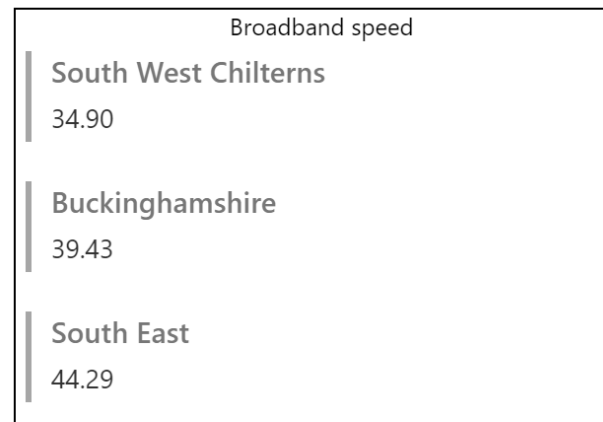 Broadband speed
South West Chilterns
34.90
Buckinghamshire
39.43
South East
44.29